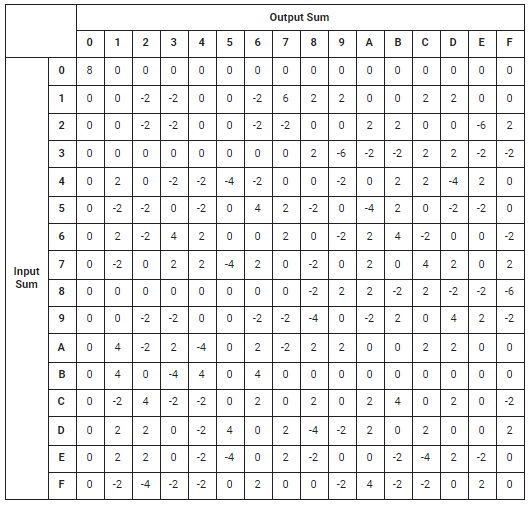 Output Sum
0 1 2 3 4 5 6 7 8 9 A B C D E F
Input Sum
0 8 0 0 0 0 0 0 0 0 0 0 0 0 0 0 0
1 0 0 -2 -2 0 0 -2 6 2 2 0 0 2 2 0 0
2 0 0 -2 -2 0 0 -2 -2 0 0 2 2 0 0 -6 2
3 0 0 0 0 0 0 0 0 2 -6 -2 -2 2 2 -2 -2
4 0 2 0 -2 -2 -4 -2 0 0 -2 0 2 2 -4 2 0
5 0 -2 -2 0 -2 0 4 2 -2 0 -4 2 0 -2 -2 0
6 0 2 -2 4 2 0 0 2 0 -2 2 4 -2 0 0 -2
7 0 -2 0 2 2 -4 2 0 -2 0 2 0 4 2 0 2
8 0 0 0 0 0 0 0 0 -2 2 2 -2 2 -2 -2 -6
9 0 0 -2 -2 0 0 -2 -2 -4 0 -2 2 0 4 2 -2
A 0 4 -2 2 -4 0 2 -2 2 2 0 0 2 2 0 0
B 0 4 0 -4 4 0 4 0 0 0 0 0 0 0 0 0
C 0 -2 4 -2 -2 0 2 0 2 0 2 4 0 2 0 -2
D 0 2 2 0 -2 4 0 2 -4 -2 2 0 2 0 0 2
E 0 2 2 0 -2 -4 0 2 -2 0 0 -2 -4 2 -2 0
F 0 -2 -4 -2 -2 0 2 0 0 -2 4 -2 -2 0 2 0